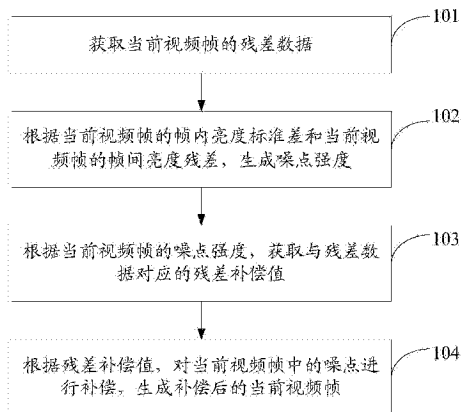 获取当前视频帧的残差数据
101
根据当前视频帧的帧内亮度标准差和当前视
频帧的帧间亮度残差，生成噪点强度
102
根据当前视频帧的噪点强度，获取与残差数
据对应的残差补偿值
103
根据残差补偿值，对当前视频帧中的噪点进
行补偿，生成补偿后的当前视频帧
104